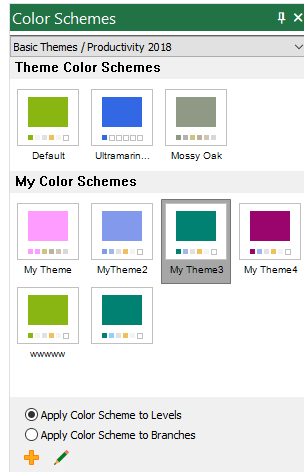 Color Schemes
Basic Themes / Productivity 2018
Theme Color Schemes
Default Ultramarin... Mossy Oak
My Color Schemes
My Theme MyTheme2 My Theme3 My Theme4
wwwww
Apply Color Scheme to Levels
Apply Color Scheme to Branches